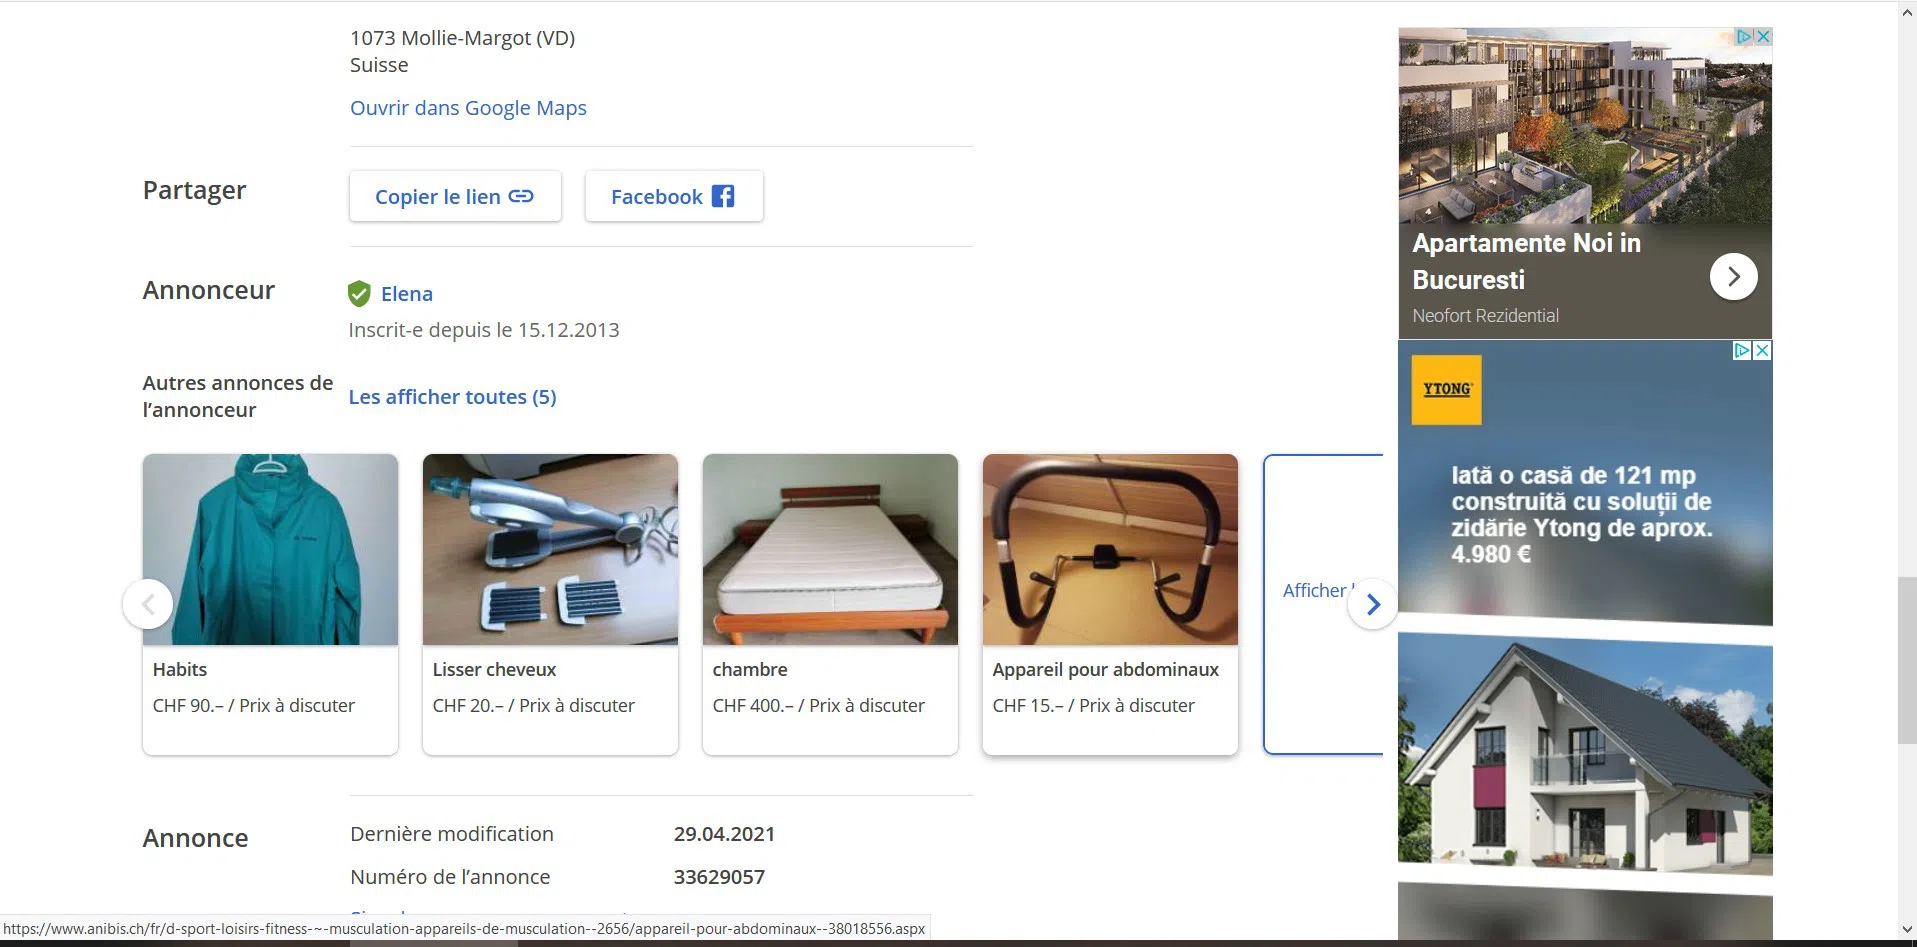 1073 Mollie-Margot (VD)
Suisse
Ouvrir dans Google Maps
Partager
Copier le lien
Facebook
Annonceur
Elena
Inscrit-e depuis le 15.12.2013
Autres annonces de
l’annonceur
Les afficher toutes (5)
Habits
CHF 90.– / Prix à discuter
Lisser cheveux
CHF 20.– / Prix à discuter
chambre
CHF 400.– / Prix à discuter
Appareil pour abdominaux
CHF 15.– / Prix à discuter
Afficher
Annonce
Dernière modification
29.04.2021
Numéro de l’annonce
33629057
https://www.anibis.ch/fr/d-sport-loisirs-fitness-~-musculation-appareils-de-musculation--2656/appareil-pour-abdominaux--38018556.aspx
Apartamente Noi in
Bucuresti
Neofort Rezidential
YTONG
Iată o casă de 121 mp
construită cu soluții de
zidărie Ytong de aprox.
4.980 €